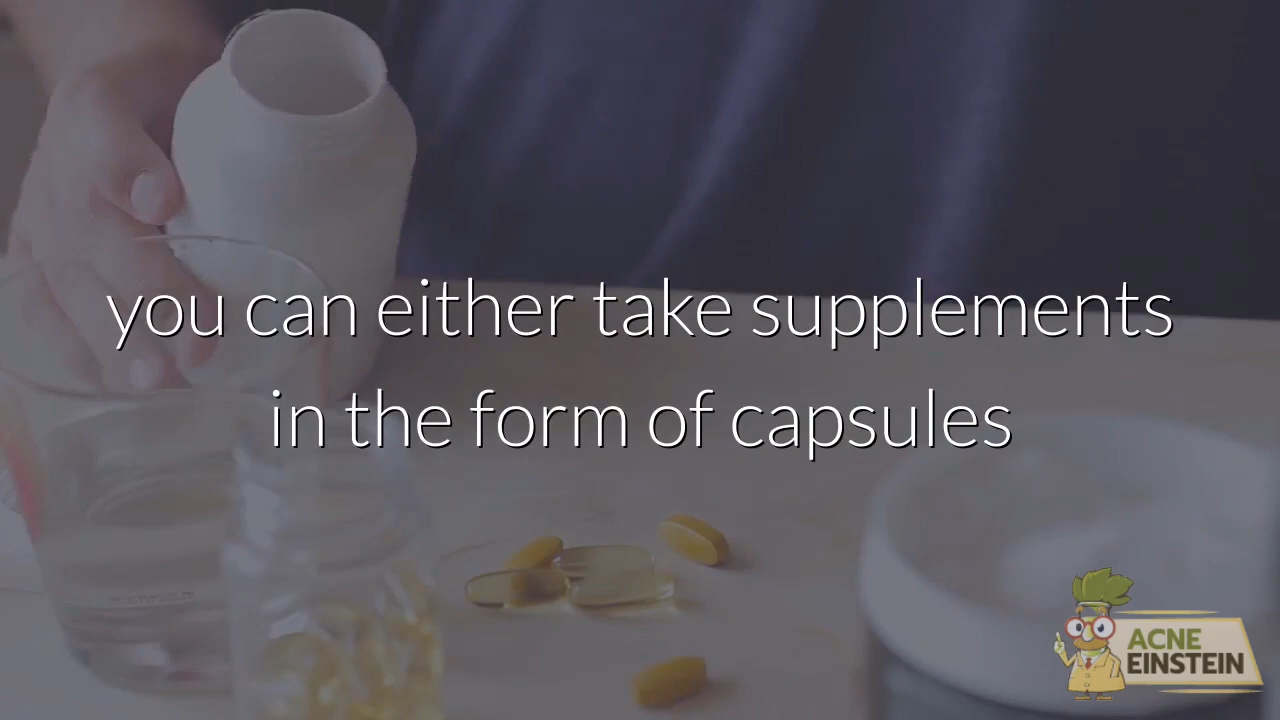 you can either take supplements
in the form of capsules
ACNE
EINSTEIN